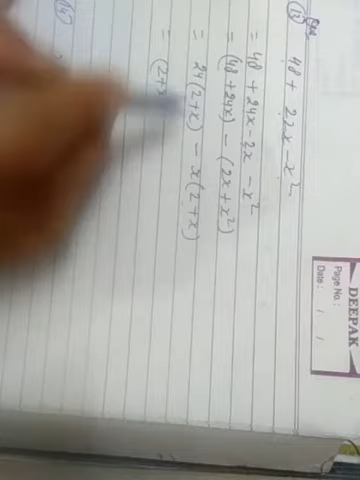 DEEPAK
Page No.:
Date: / /
(13) 48 + 22x - x²
= 48 + 24x - 2x - x²
= (48 + 24x) - (2x + x²)
= 24(2+x) - x(2+x)
= (2+x
(14)